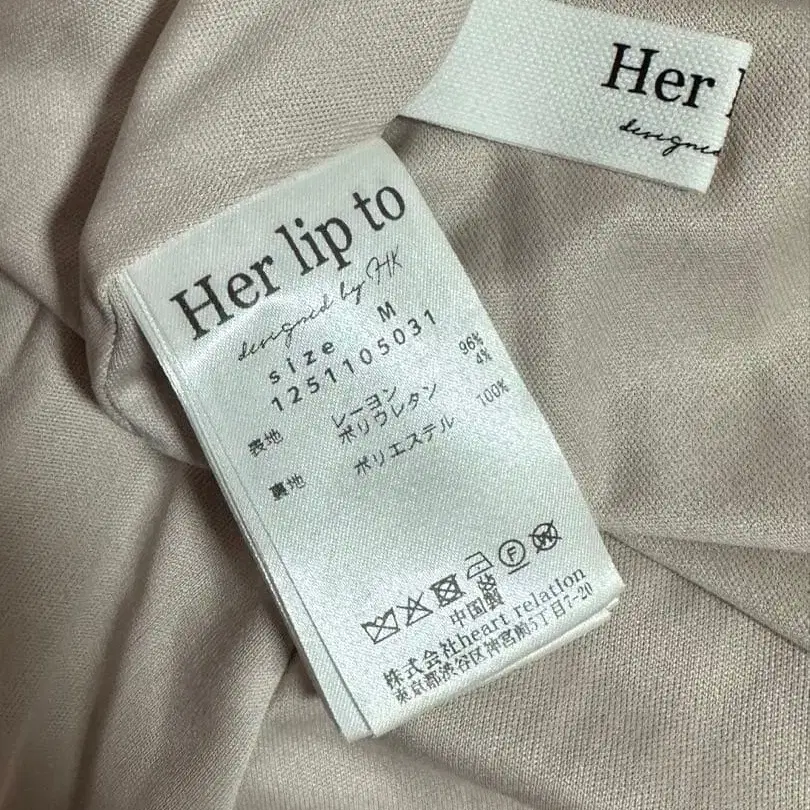 Her
designe
Her lip to
designed by HK
size M
1251105031
表地 レーヨン 96%
ポリウレタン 4%
裏地 ポリエステル 100%
中国製
株式会社heart relation
東京都渋谷区神宮前5丁目7-20